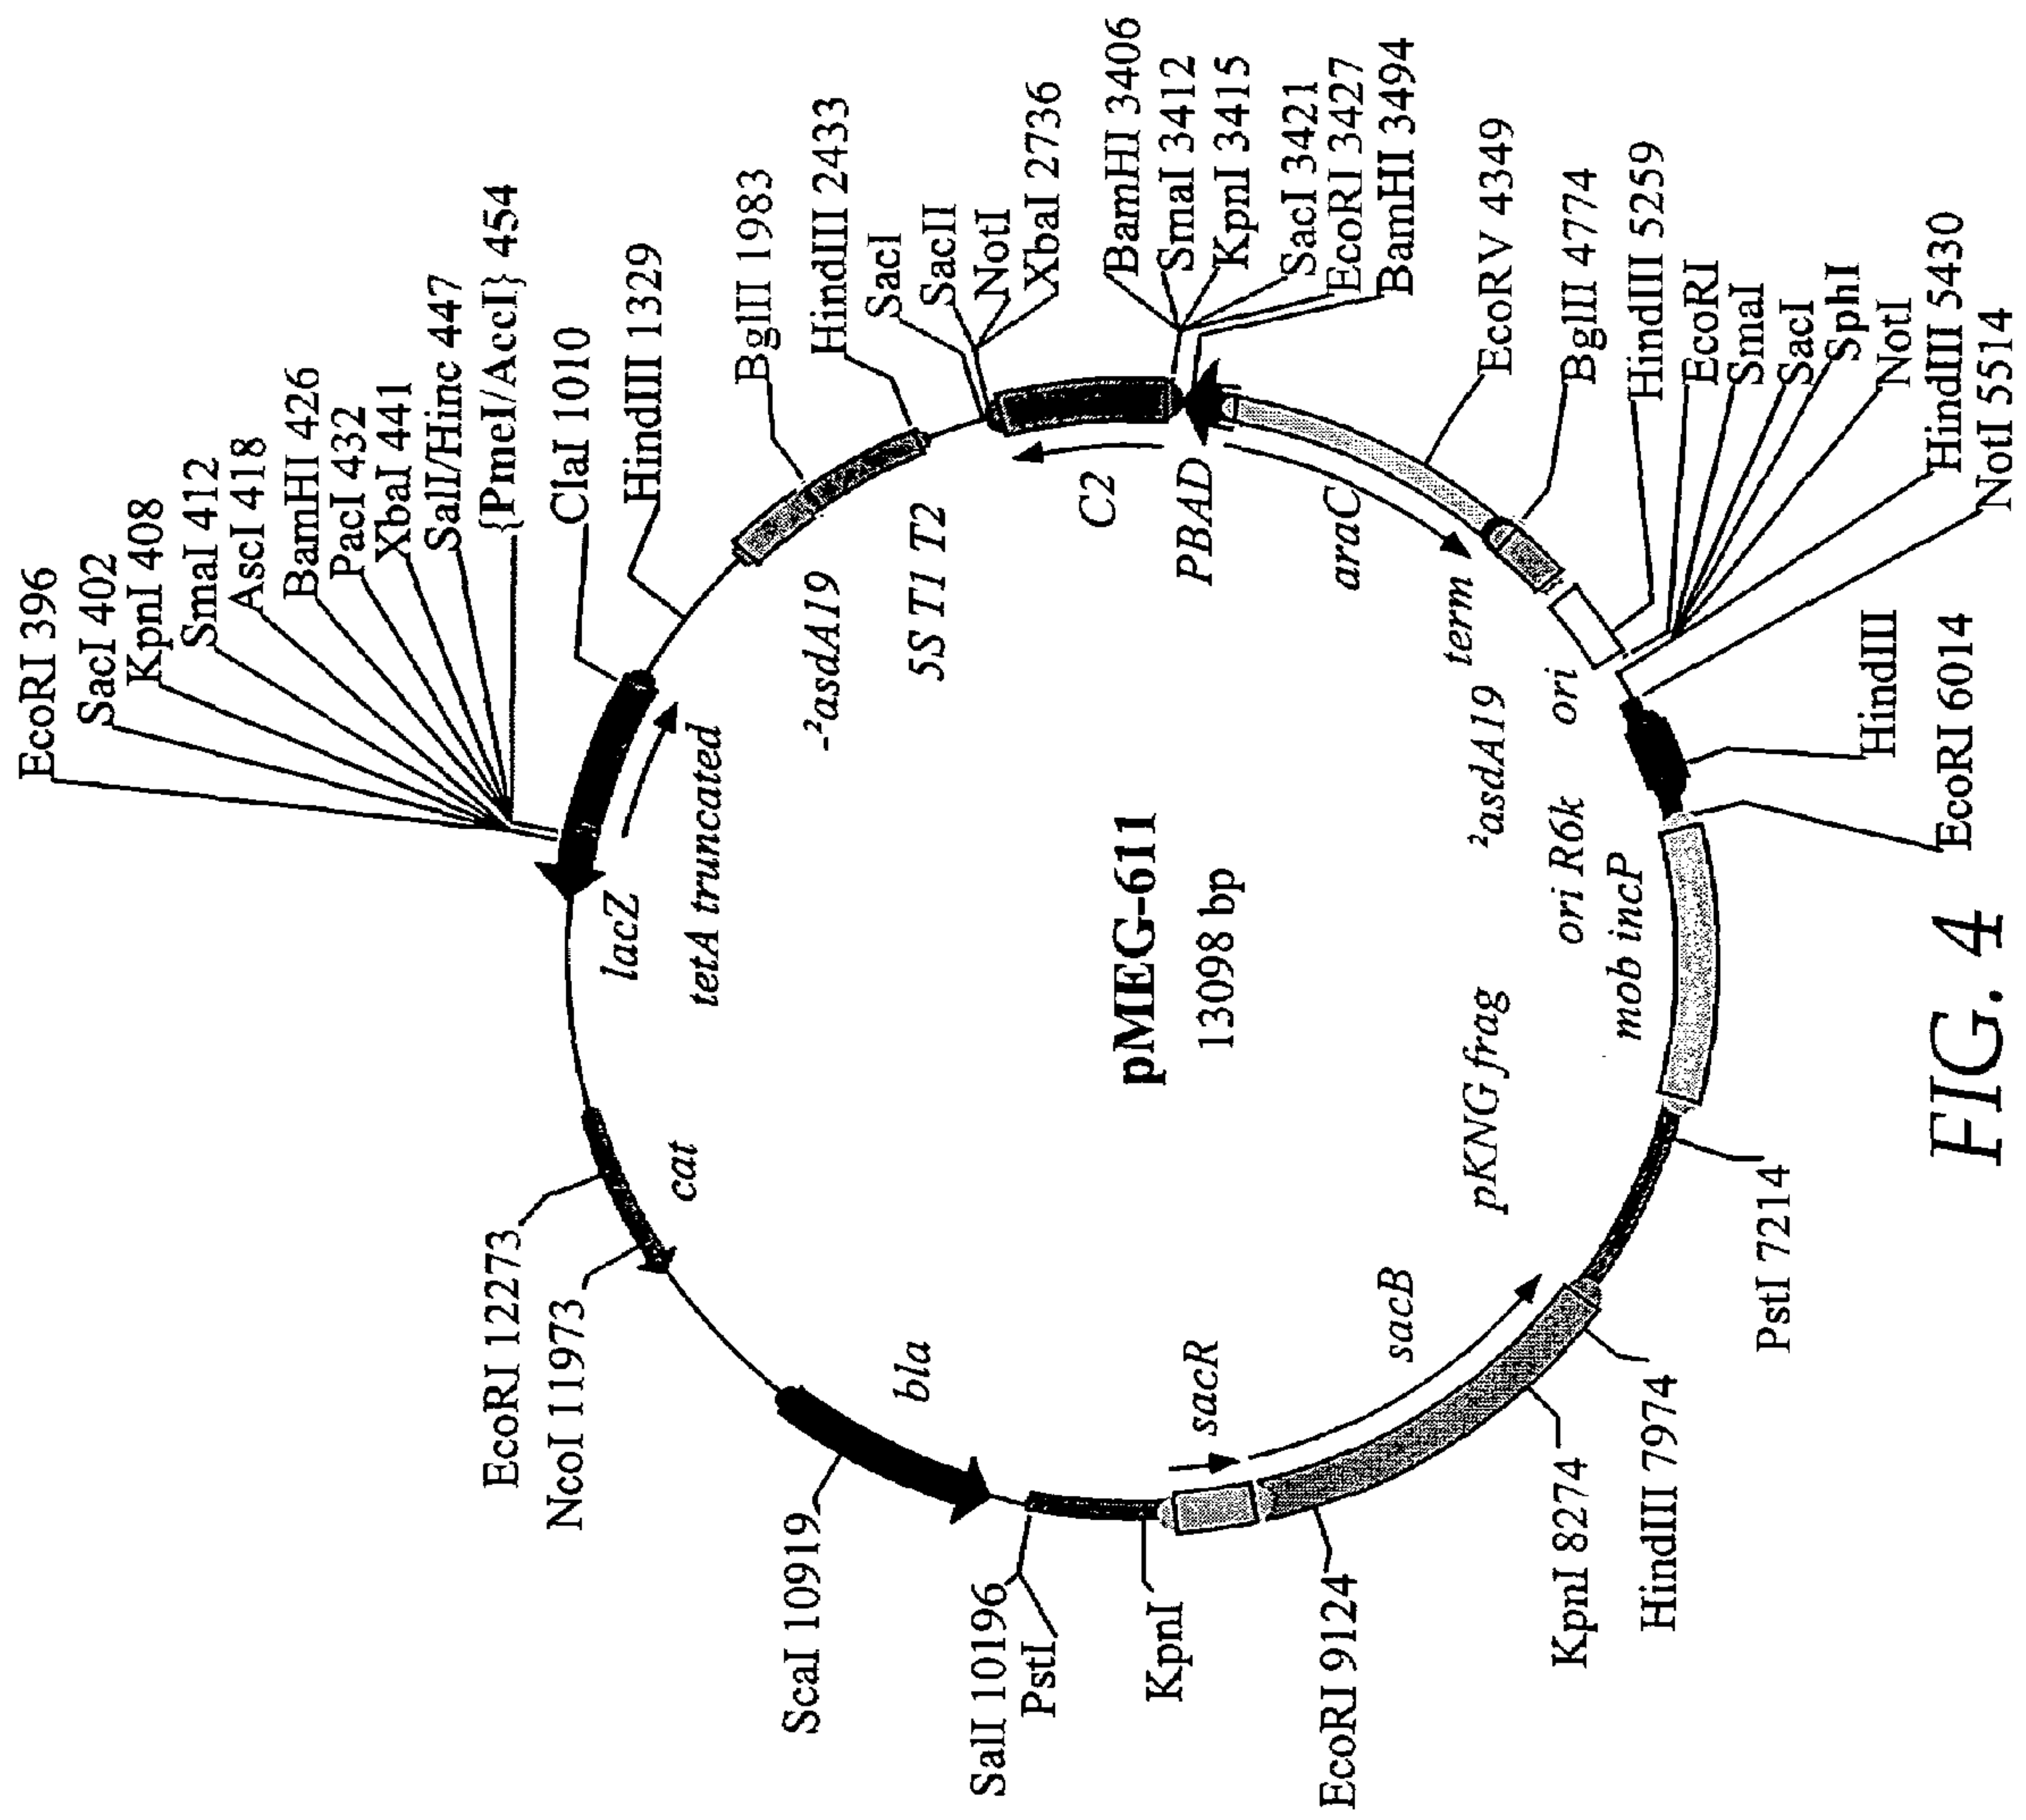 EcoRI 396
SacI 402
KpnI 408
SmaI 412
AscI 418
BamHI 426
PacI 432
XbaI 441
SalI/Hinc 447
{PmeI/AccI} 454
ClaI 1010
HindIII 1329
BglII 1983
HindIII 2433
SacI
SacII
NotI
XbaI 2736
BamHI 3406
SmaI 3412
KpnI 3415
SacI 3421
EcoRI 3427
BamHI 3494
EcoRV 4349
BglII 4774
HindIII 5259
EcoRI
SmaI
SacI
SphI
NotI
HindIII 5430
NotI 5514
HindIII
EcoRI 6014
PstI 7214
HindIII 7974
KpnI 8274
EcoRI 9124
KpnI
PstI
SalI 10196
ScaI 10919
NcoI 11973
EcoRI 12273
lacZ
tetA truncated
-²asdA19
5S T1 T2
C2
PBAD
araC
term
²asdA19
ori
ori R6k
mob incP
pKNG frag
sacB
sacR
bla
cat
pMEG-611
13098 bp
FIG. 4